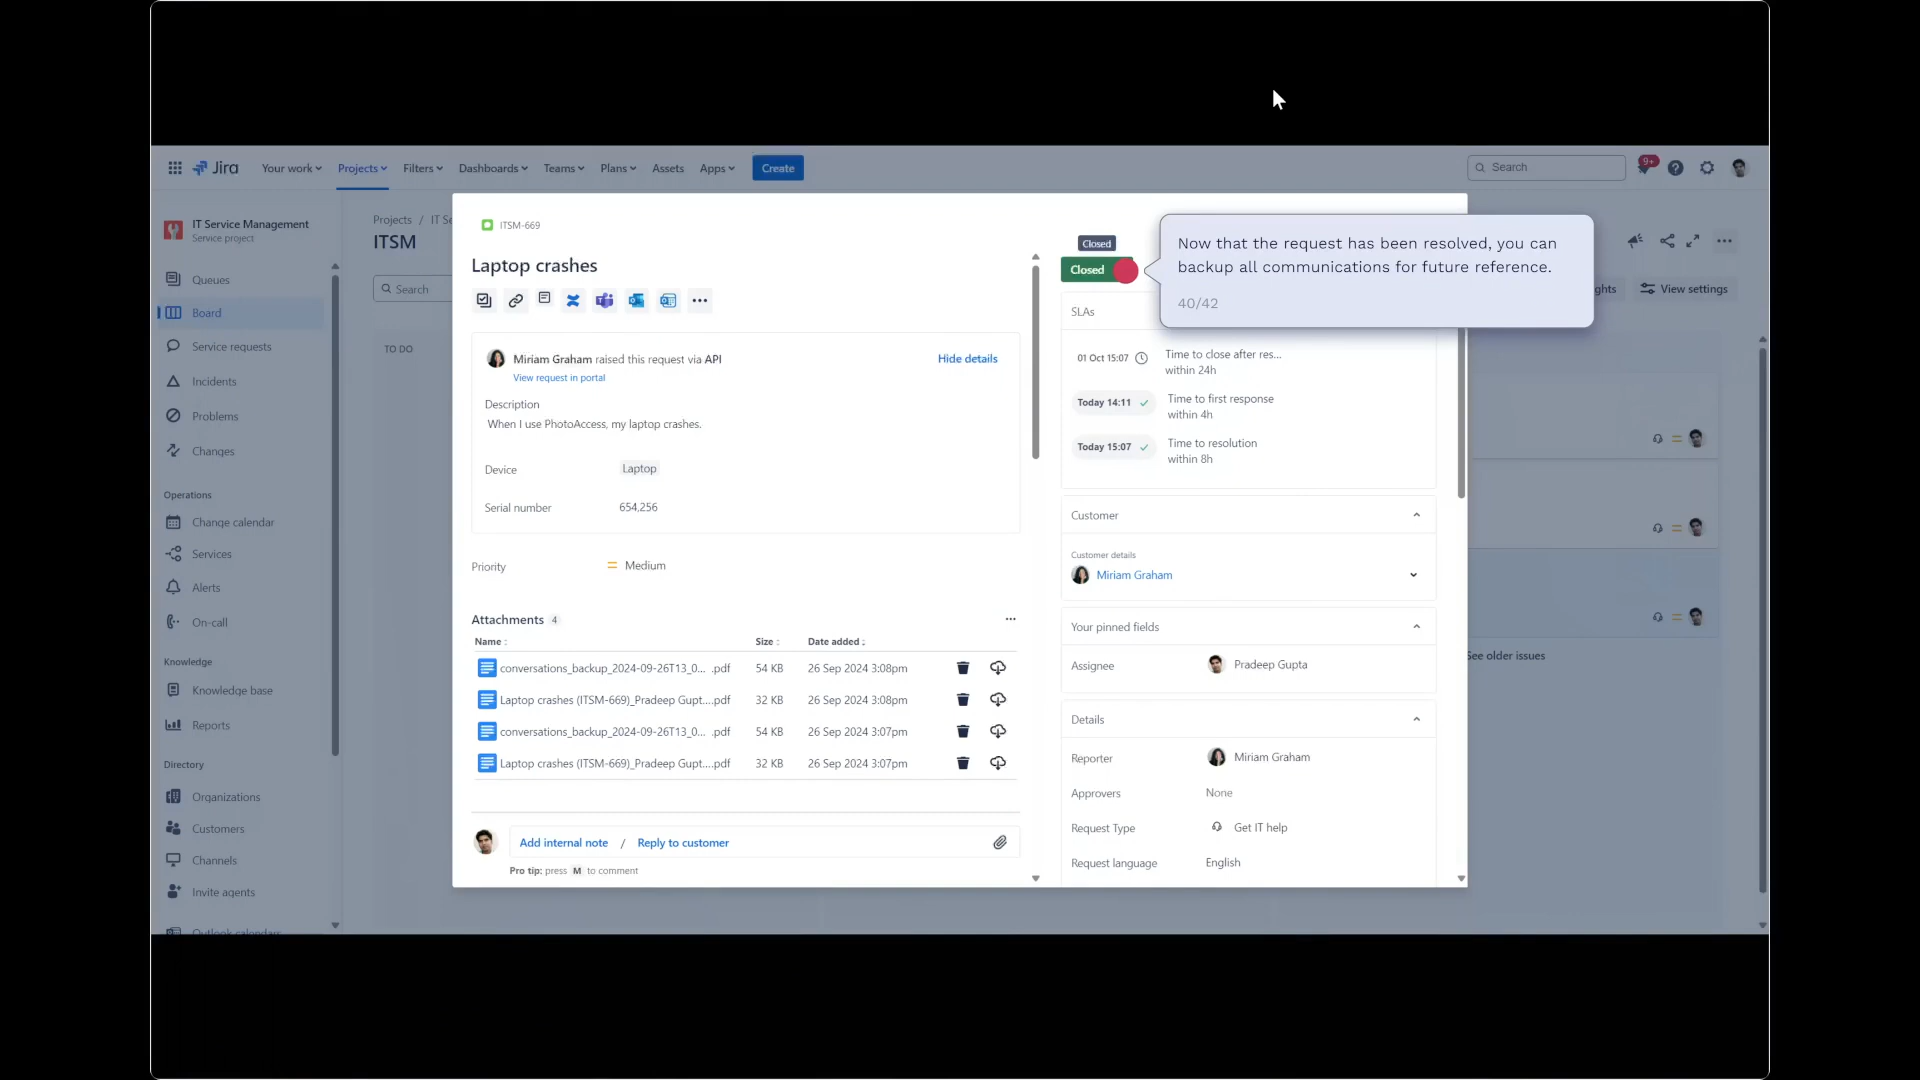 Jira
Your work
Projects
Filters
Dashboards
Teams
Plans
Assets
Apps
Create
Search
9+
IT Service Management
Service project
Queues
Board
Service requests
Incidents
Problems
Changes
Operations
Change calendar
Services
Alerts
On-call
Knowledge
Knowledge base
Reports
Directory
Organizations
Customers
Channels
Invite agents
Outlook calendars
Projects / IT Se
ITSM
Search
TO DO
ITSM-669
Laptop crashes
Miriam Graham raised this request via API
Hide details
View request in portal
Description
When I use PhotoAccess, my laptop crashes.
Device Laptop
Serial number 654,256
Priority Medium
Attachments 4
Name Size Date added
conversations_backup_2024-09-26T13_0... .pdf 54 KB 26 Sep 2024 3:08pm
Laptop crashes (ITSM-669)_Pradeep Gupt....pdf 32 KB 26 Sep 2024 3:08pm
conversations_backup_2024-09-26T13_0... .pdf 54 KB 26 Sep 2024 3:07pm
Laptop crashes (ITSM-669)_Pradeep Gupt....pdf 32 KB 26 Sep 2024 3:07pm
Add internal note / Reply to customer
Pro tip: press M to comment
Closed
Closed
Now that the request has been resolved, you can
backup all communications for future reference.
40/42
SLAs
01 Oct 15:07 Time to close after res...
within 24h
Today 14:11 Time to first response
within 4h
Today 15:07 Time to resolution
within 8h
Customer
Customer details
Miriam Graham
Your pinned fields
Assignee Pradeep Gupta
Details
Reporter Miriam Graham
Approvers None
Request Type Get IT help
Request language English
ghts
View settings
See older issues